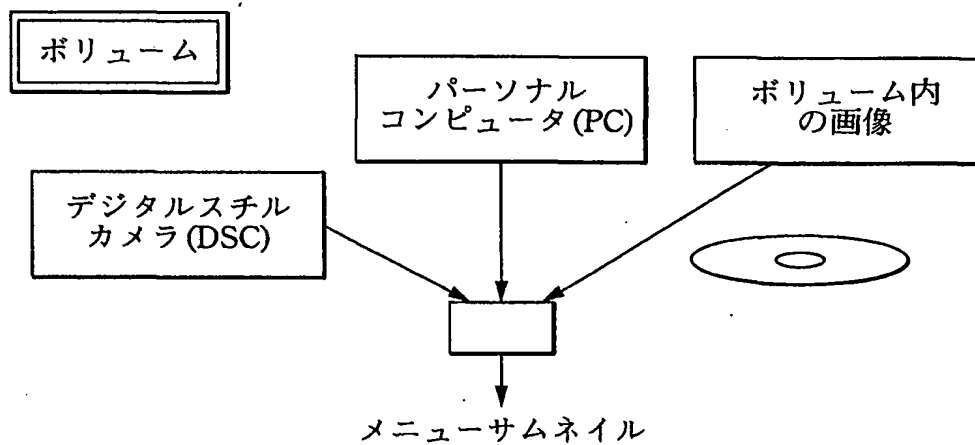 ボリューム
パーソナル
コンピュータ(PC)
ボリューム内
の画像
デジタルスチル
カメラ(DSC)
メニューサムネイル